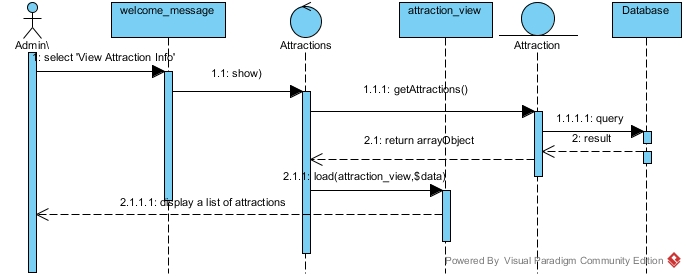 welcome_message
attraction_view
Database
Admin\
Attractions
Attraction
1: select 'View Attraction Info'
1.1: show)
1.1.1: getAttractions()
1.1.1.1: query
2: result
2.1: return arrayObject
2.1.1: load(attraction_view,$data)
2.1.1.1: display a list of attractions
Powered By Visual Paradigm Community Edition